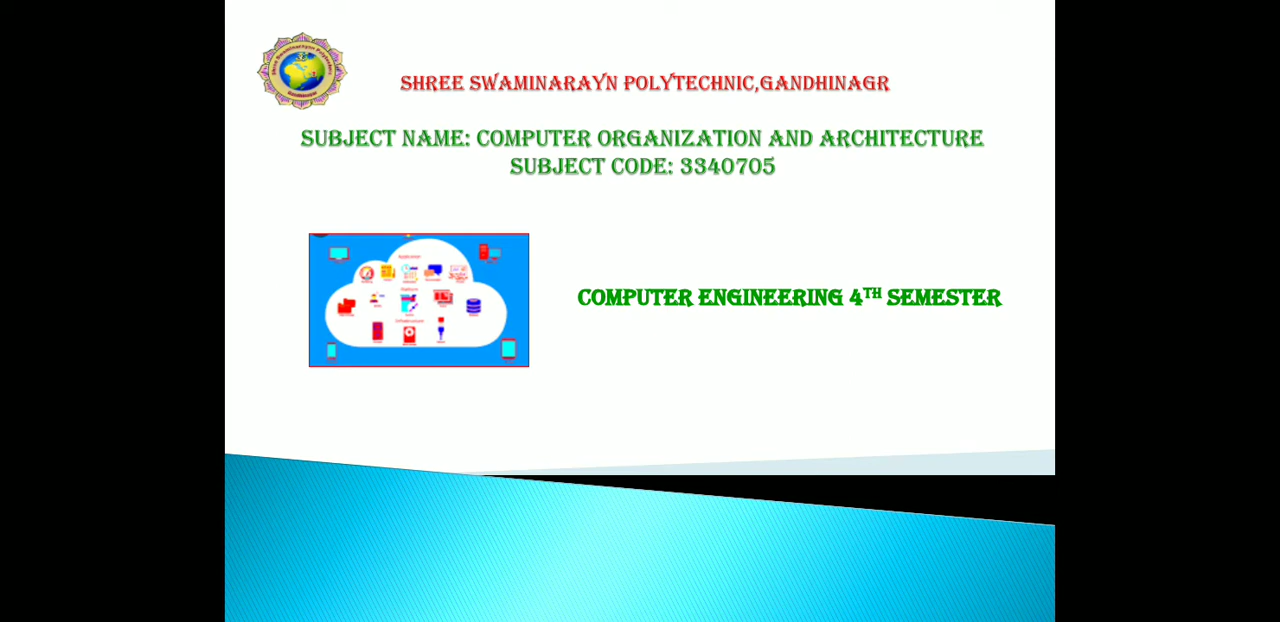 SHREE SWAMINARAYN POLYTECHNIC,GANDHINAGR
SUBJECT NAME: COMPUTER ORGANIZATION AND ARCHITECTURE
SUBJECT CODE: 3340705
COMPUTER ENGINEERING 4TH SEMESTER